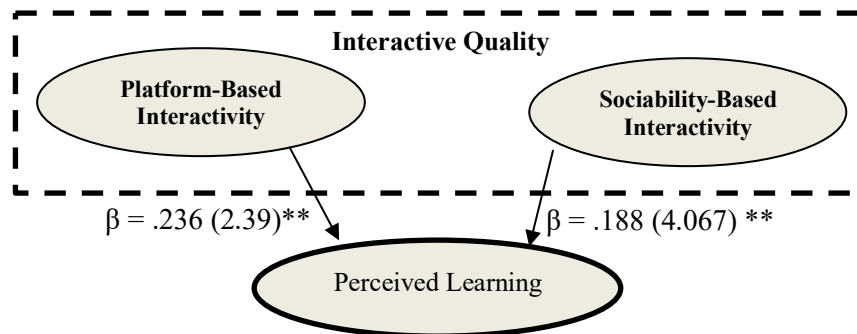 Interactive Quality
Platform-Based
Interactivity
Sociability-Based
Interactivity
β = .236 (2.39)**
β = .188 (4.067) **
Perceived Learning